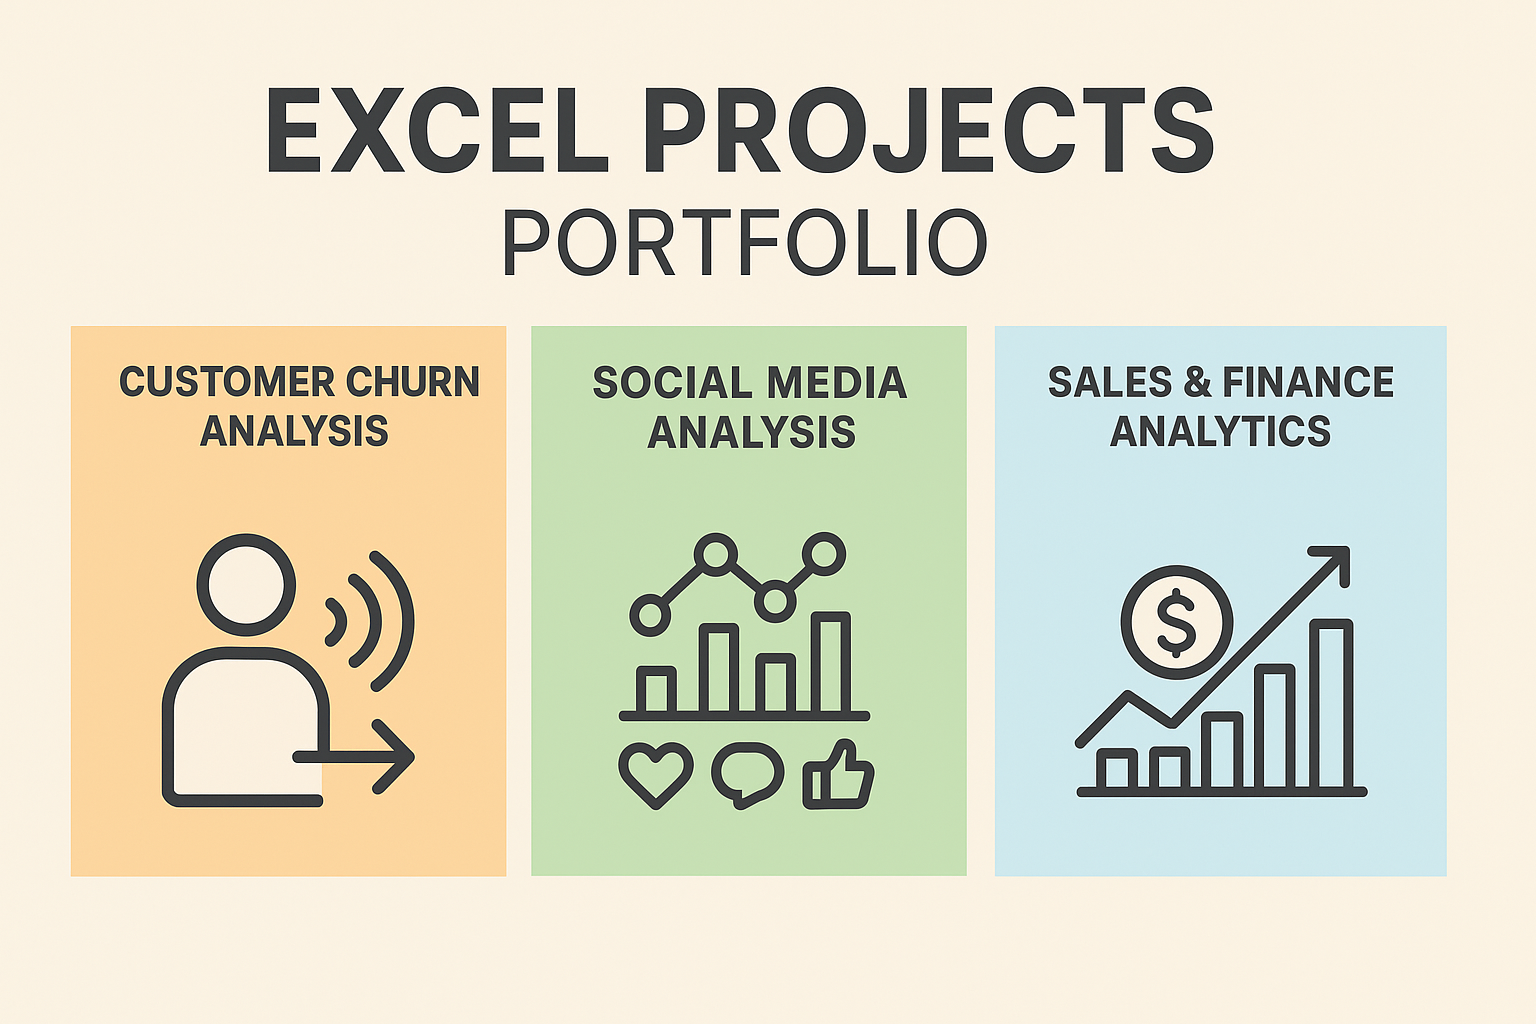 EXCEL PROJECTS
PORTFOLIO
CUSTOMER CHURN
ANALYSIS
SOCIAL MEDIA
ANALYSIS
SALES & FINANCE
ANALYTICS
$